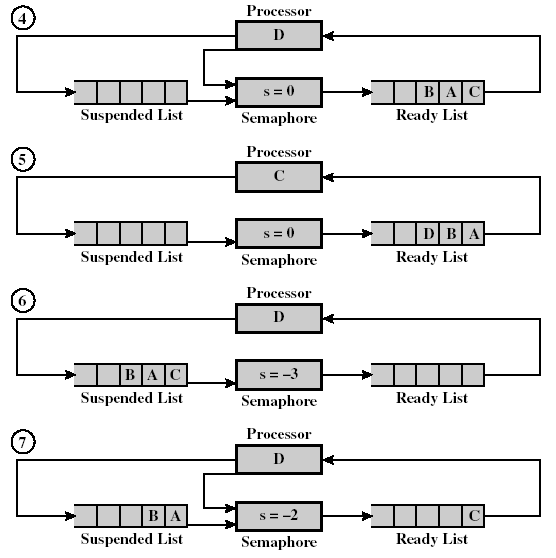 4
Processor
D
s = 0
B A C
Suspended List
Semaphore
Ready List
5
Processor
C
s = 0
D B A
Suspended List
Semaphore
Ready List
6
Processor
D
B A C
s = –3
Suspended List
Semaphore
Ready List
7
Processor
D
B A
s = –2
C
Suspended List
Semaphore
Ready List